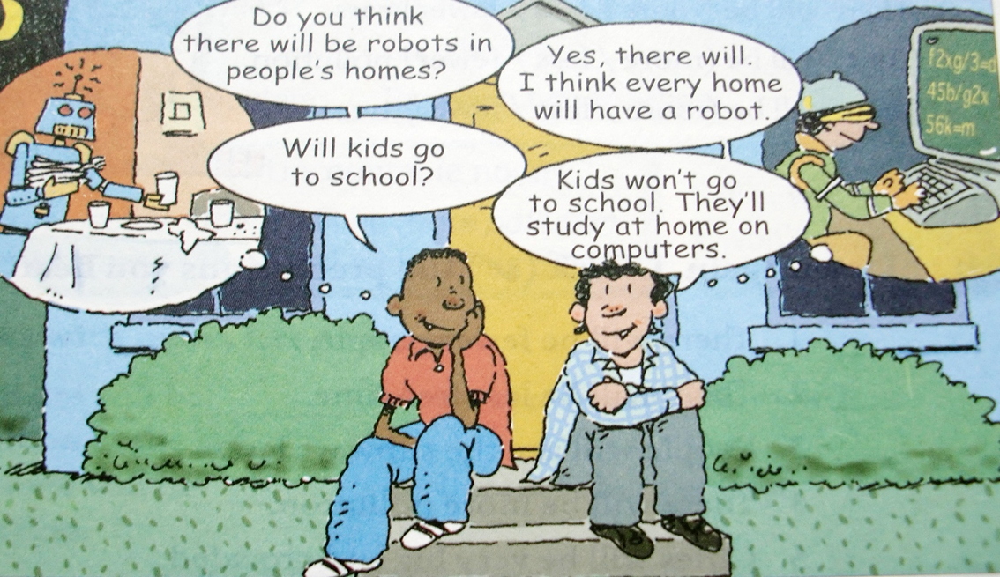 Do you think
there will be robots in
people's homes?
Yes, there will.
I think every home
will have a robot.
Will kids go
to school?
Kids won't go
to school. They'll
study at home on
computers.
f2xg/3=d
45b/g2x
56k=m